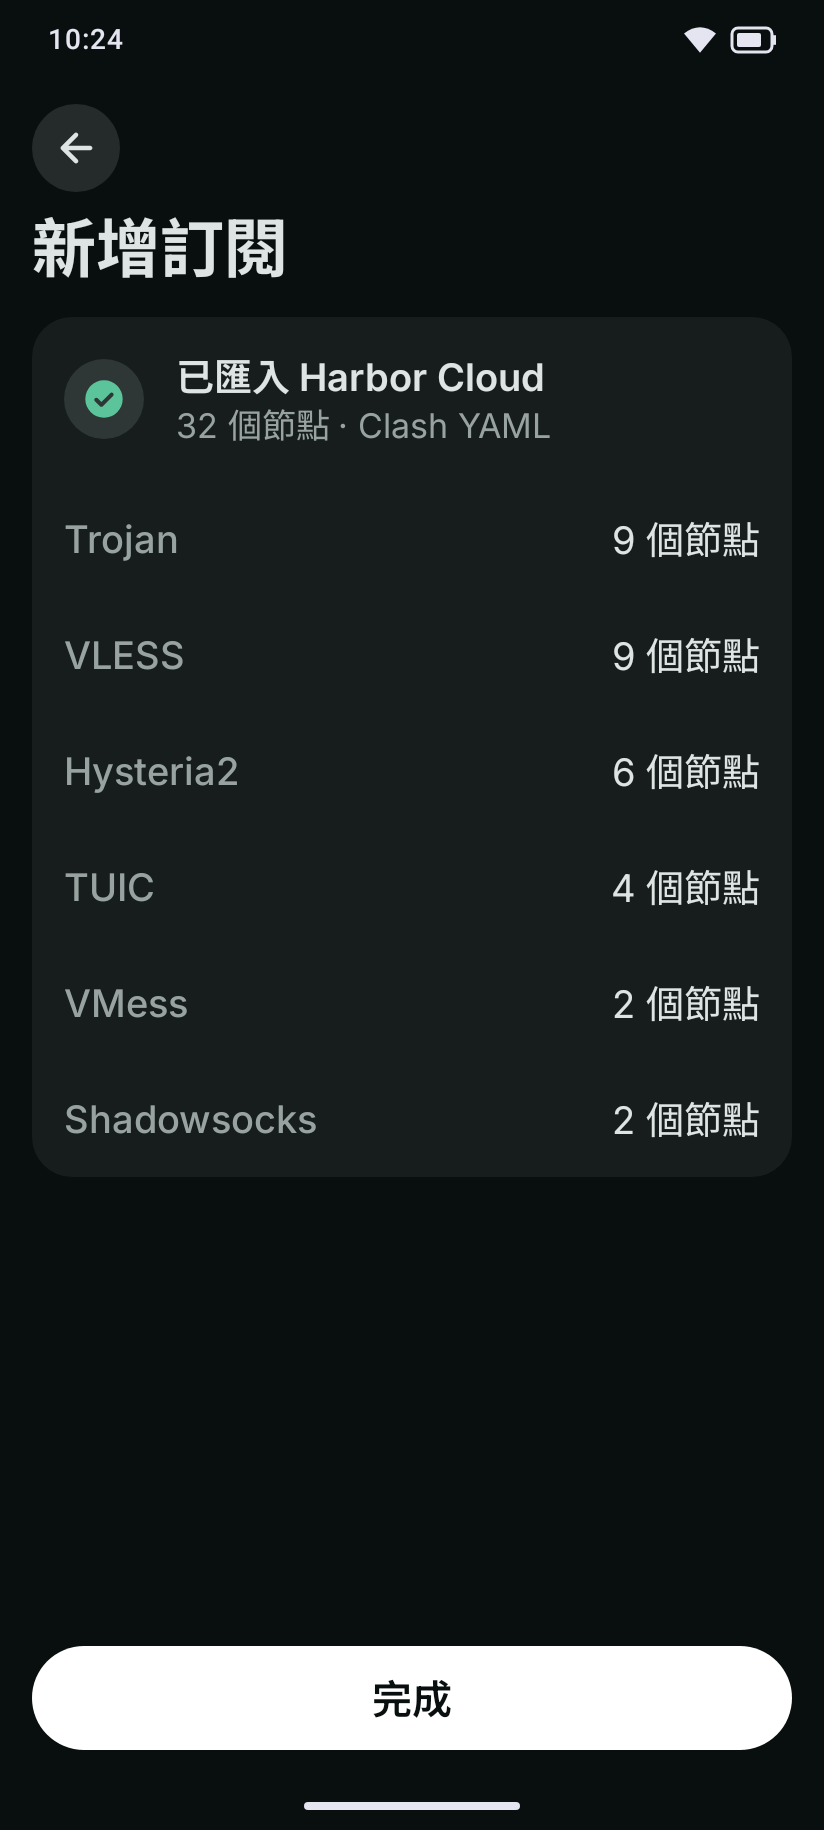 10:24
新增訂閱
已匯入 Harbor Cloud
32 個節點 · Clash YAML
Trojan 9 個節點
VLESS 9 個節點
Hysteria2 6 個節點
TUIC 4 個節點
VMess 2 個節點
Shadowsocks 2 個節點
完成